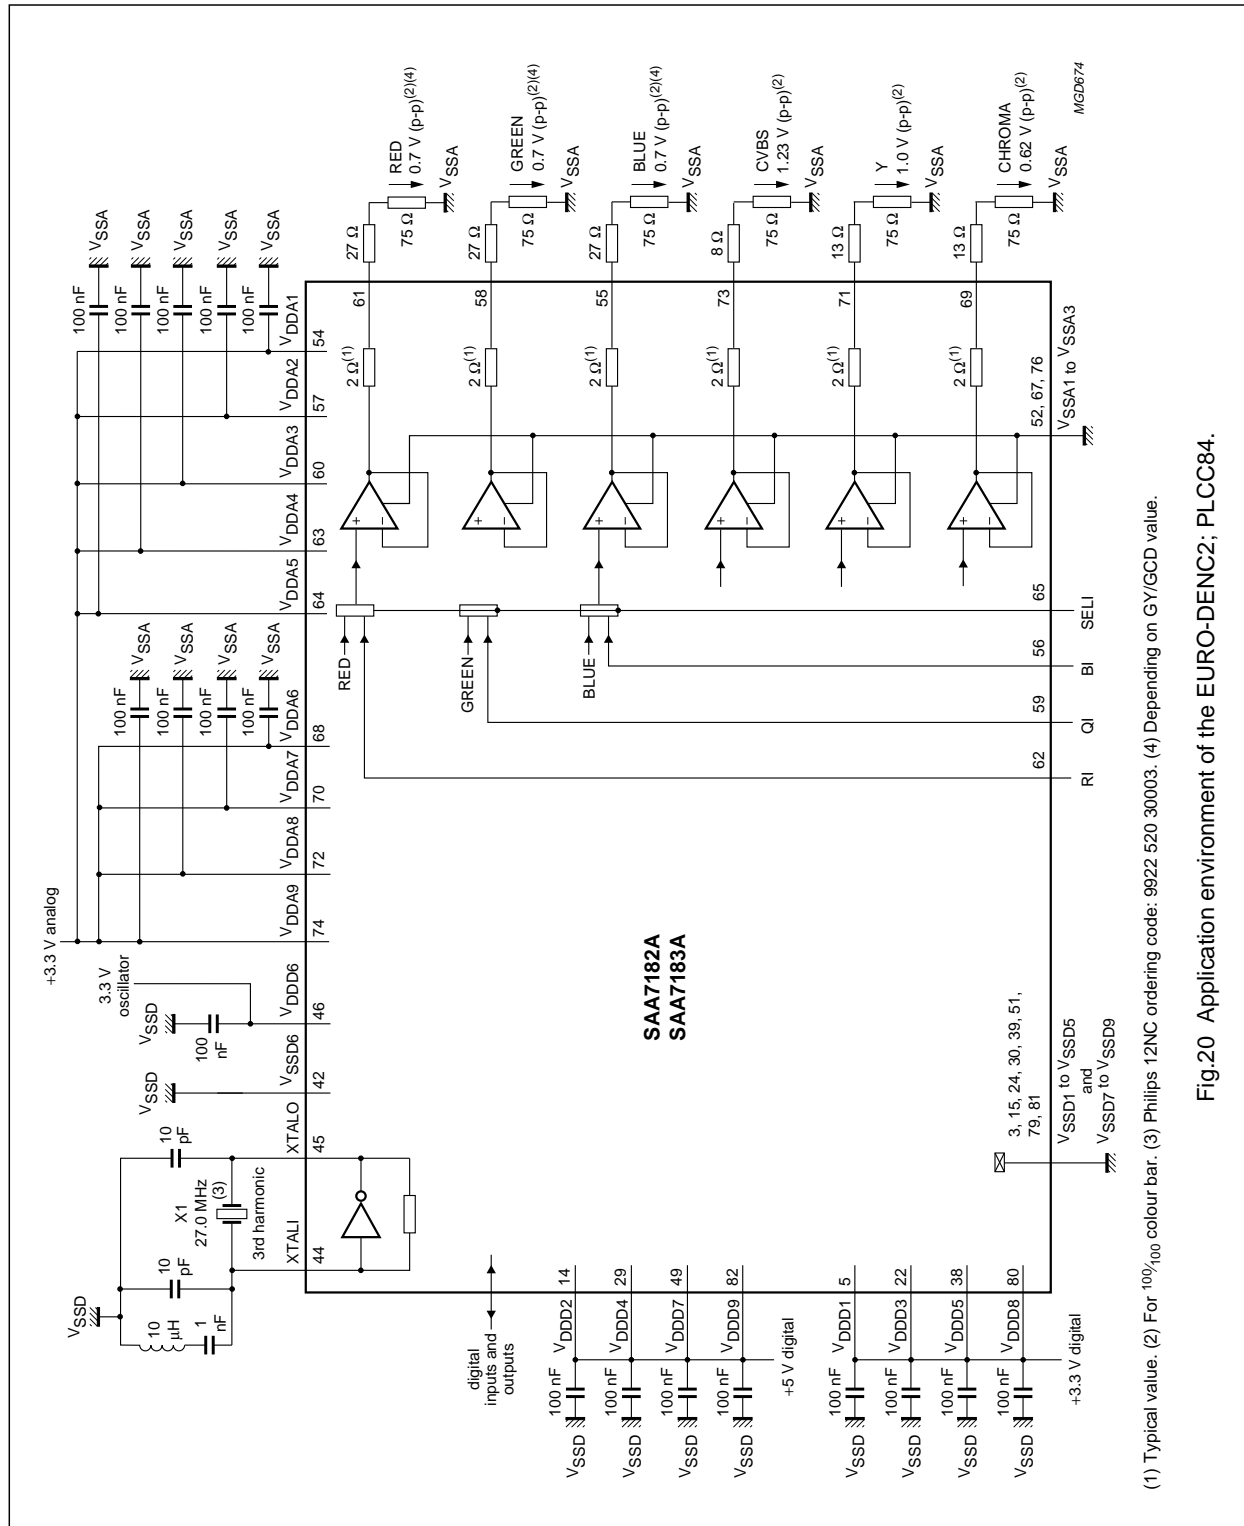 +3.3 V analog
3.3 V
oscillator
VSSD
VSSD
VSSD
100
nF
10
pF
10
pF
10
μH
1
nF
X1
27.0 MHz
(3)
3rd harmonic
100 nF
VSSA
100 nF
VSSA
100 nF
VSSA
100 nF
VSSA
100 nF
VSSA
100 nF
VSSA
100 nF
VSSA
100 nF
VSSA
100 nF
VSSA
XTALI
XTALO
VSSD6
VDDD6
VDDA9
VDDA8
VDDA7
VDDA6
VDDA5
VDDA4
VDDA3
VDDA2
VDDA1
44
45
42
46
74
72
70
68
64
63
60
57
54
digital
inputs and
outputs
VSSD
100 nF
VDDD2
14
VSSD
100 nF
VDDD4
29
VSSD
100 nF
VDDD7
49
VSSD
100 nF
VDDD9
82
+5 V digital
VSSD
100 nF
VDDD1
5
VSSD
100 nF
VDDD3
22
VSSD
100 nF
VDDD5
38
VSSD
100 nF
VDDD8
80
+3.3 V digital
SAA7182A
SAA7183A
RED
GREEN
BLUE
+
−
2 Ω(1)
61
27 Ω
75 Ω
RED
0.7 V (p-p)(2)(4)
VSSA
+
−
2 Ω(1)
58
27 Ω
75 Ω
GREEN
0.7 V (p-p)(2)(4)
VSSA
+
−
2 Ω(1)
55
27 Ω
75 Ω
BLUE
0.7 V (p-p)(2)(4)
VSSA
+
−
2 Ω(1)
73
8 Ω
75 Ω
CVBS
1.23 V (p-p)(2)
VSSA
+
−
2 Ω(1)
71
13 Ω
75 Ω
Y
1.0 V (p-p)(2)
VSSA
+
−
2 Ω(1)
69
13 Ω
75 Ω
CHROMA
0.62 V (p-p)(2)
VSSA
3, 15, 24, 30, 39, 51,
79, 81
VSSD1 to VSSD5
and
VSSD7 to VSSD9
62
RI
59
QI
56
BI
65
SELI
52, 67, 76
VSSA1 to VSSA3
MGD674
(1) Typical value. (2) For 100/100 colour bar. (3) Philips 12NC ordering code: 9922 520 30003. (4) Depending on GY/GCD value.
Fig.20 Application environment of the EURO-DENC2; PLCC84.